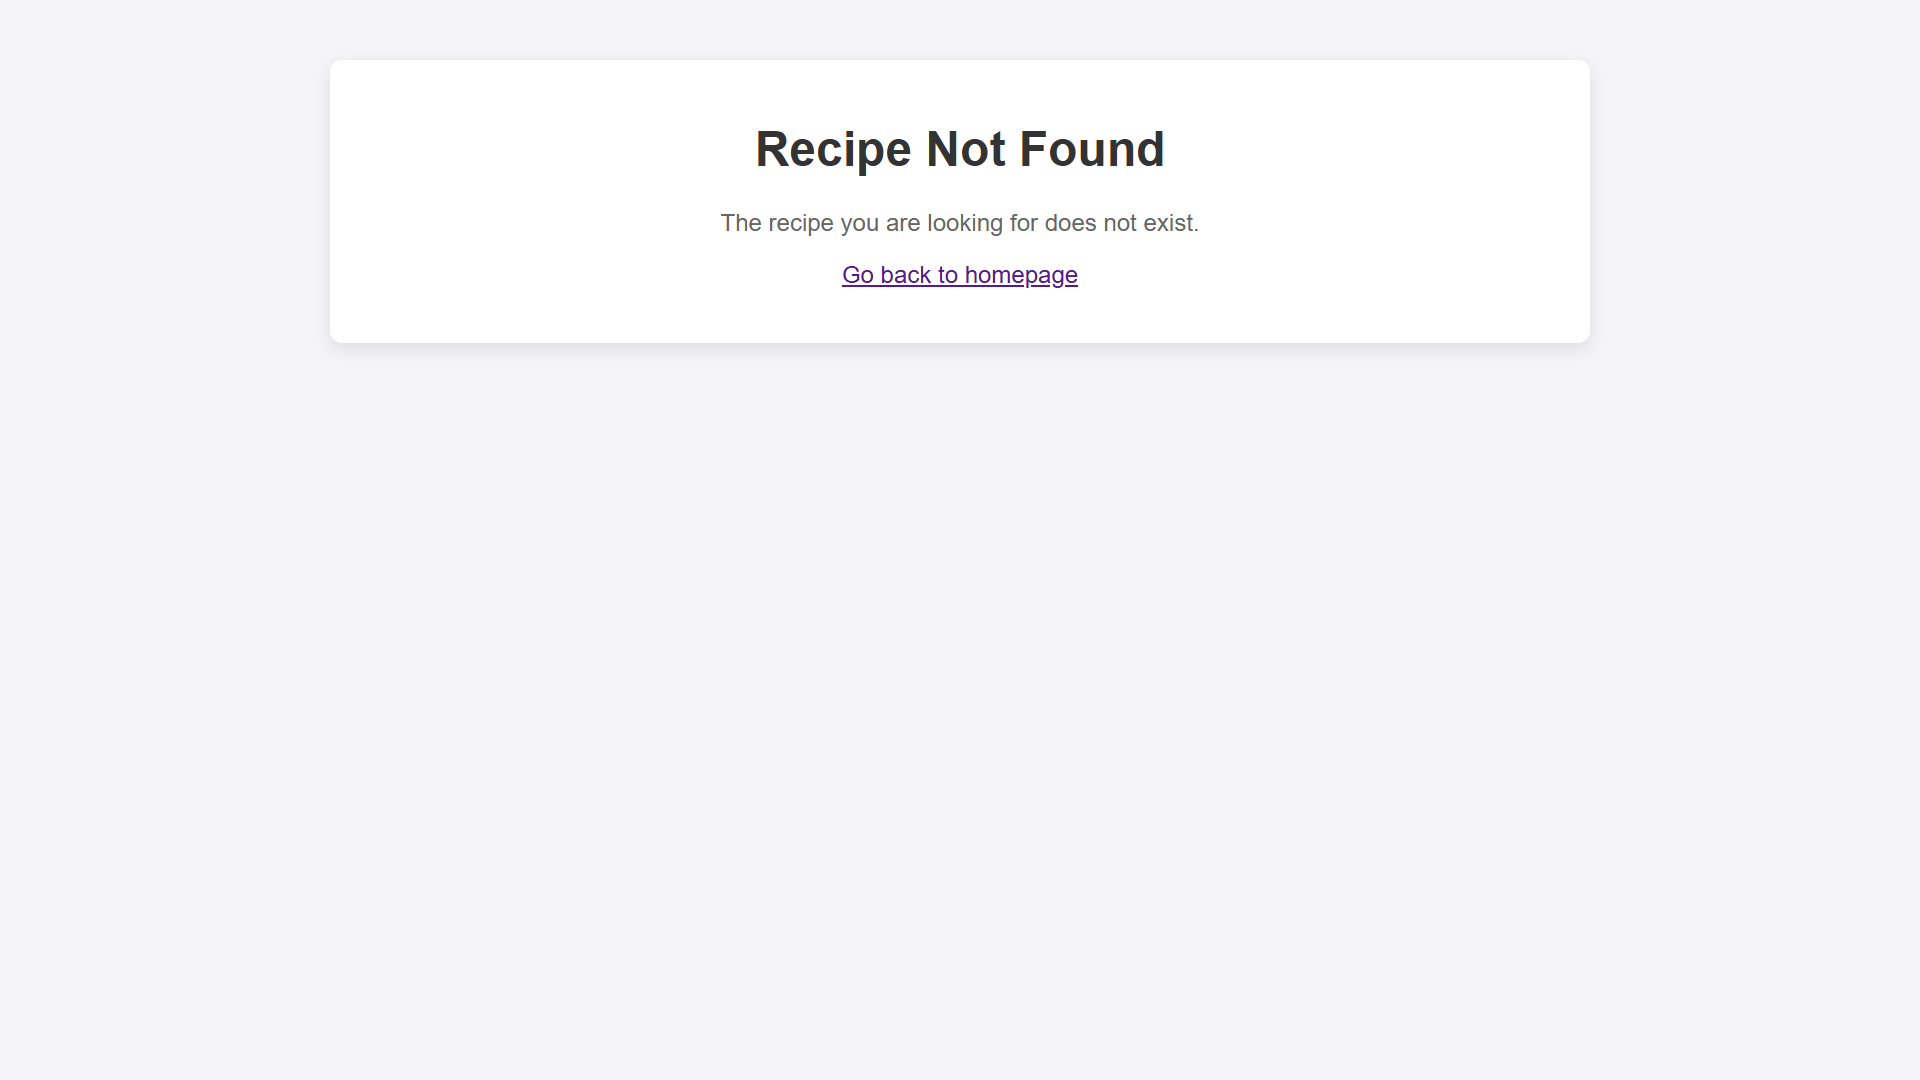 Recipe Not Found
The recipe you are looking for does not exist.
Go back to homepage